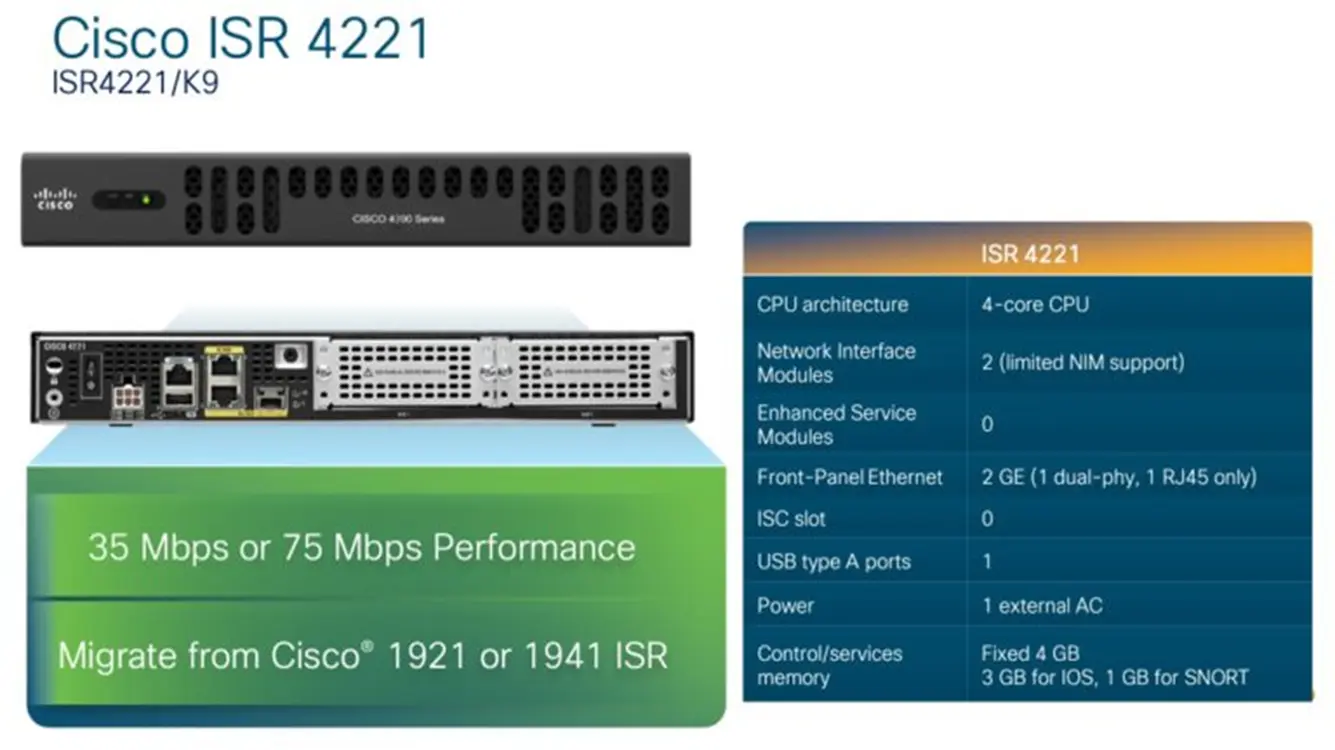 Cisco ISR 4221
ISR4221/K9
CISCO
CISCO 4200 Series
CISCO 4221
35 Mbps or 75 Mbps Performance
Migrate from Cisco® 1921 or 1941 ISR
ISR 4221
CPU architecture 4-core CPU
Network Interface
Modules 2 (limited NIM support)
Enhanced Service
Modules 0
Front-Panel Ethernet 2 GE (1 dual-phy, 1 RJ45 only)
ISC slot 0
USB type A ports 1
Power 1 external AC
Control/services Fixed 4 GB
memory 3 GB for IOS, 1 GB for SNORT